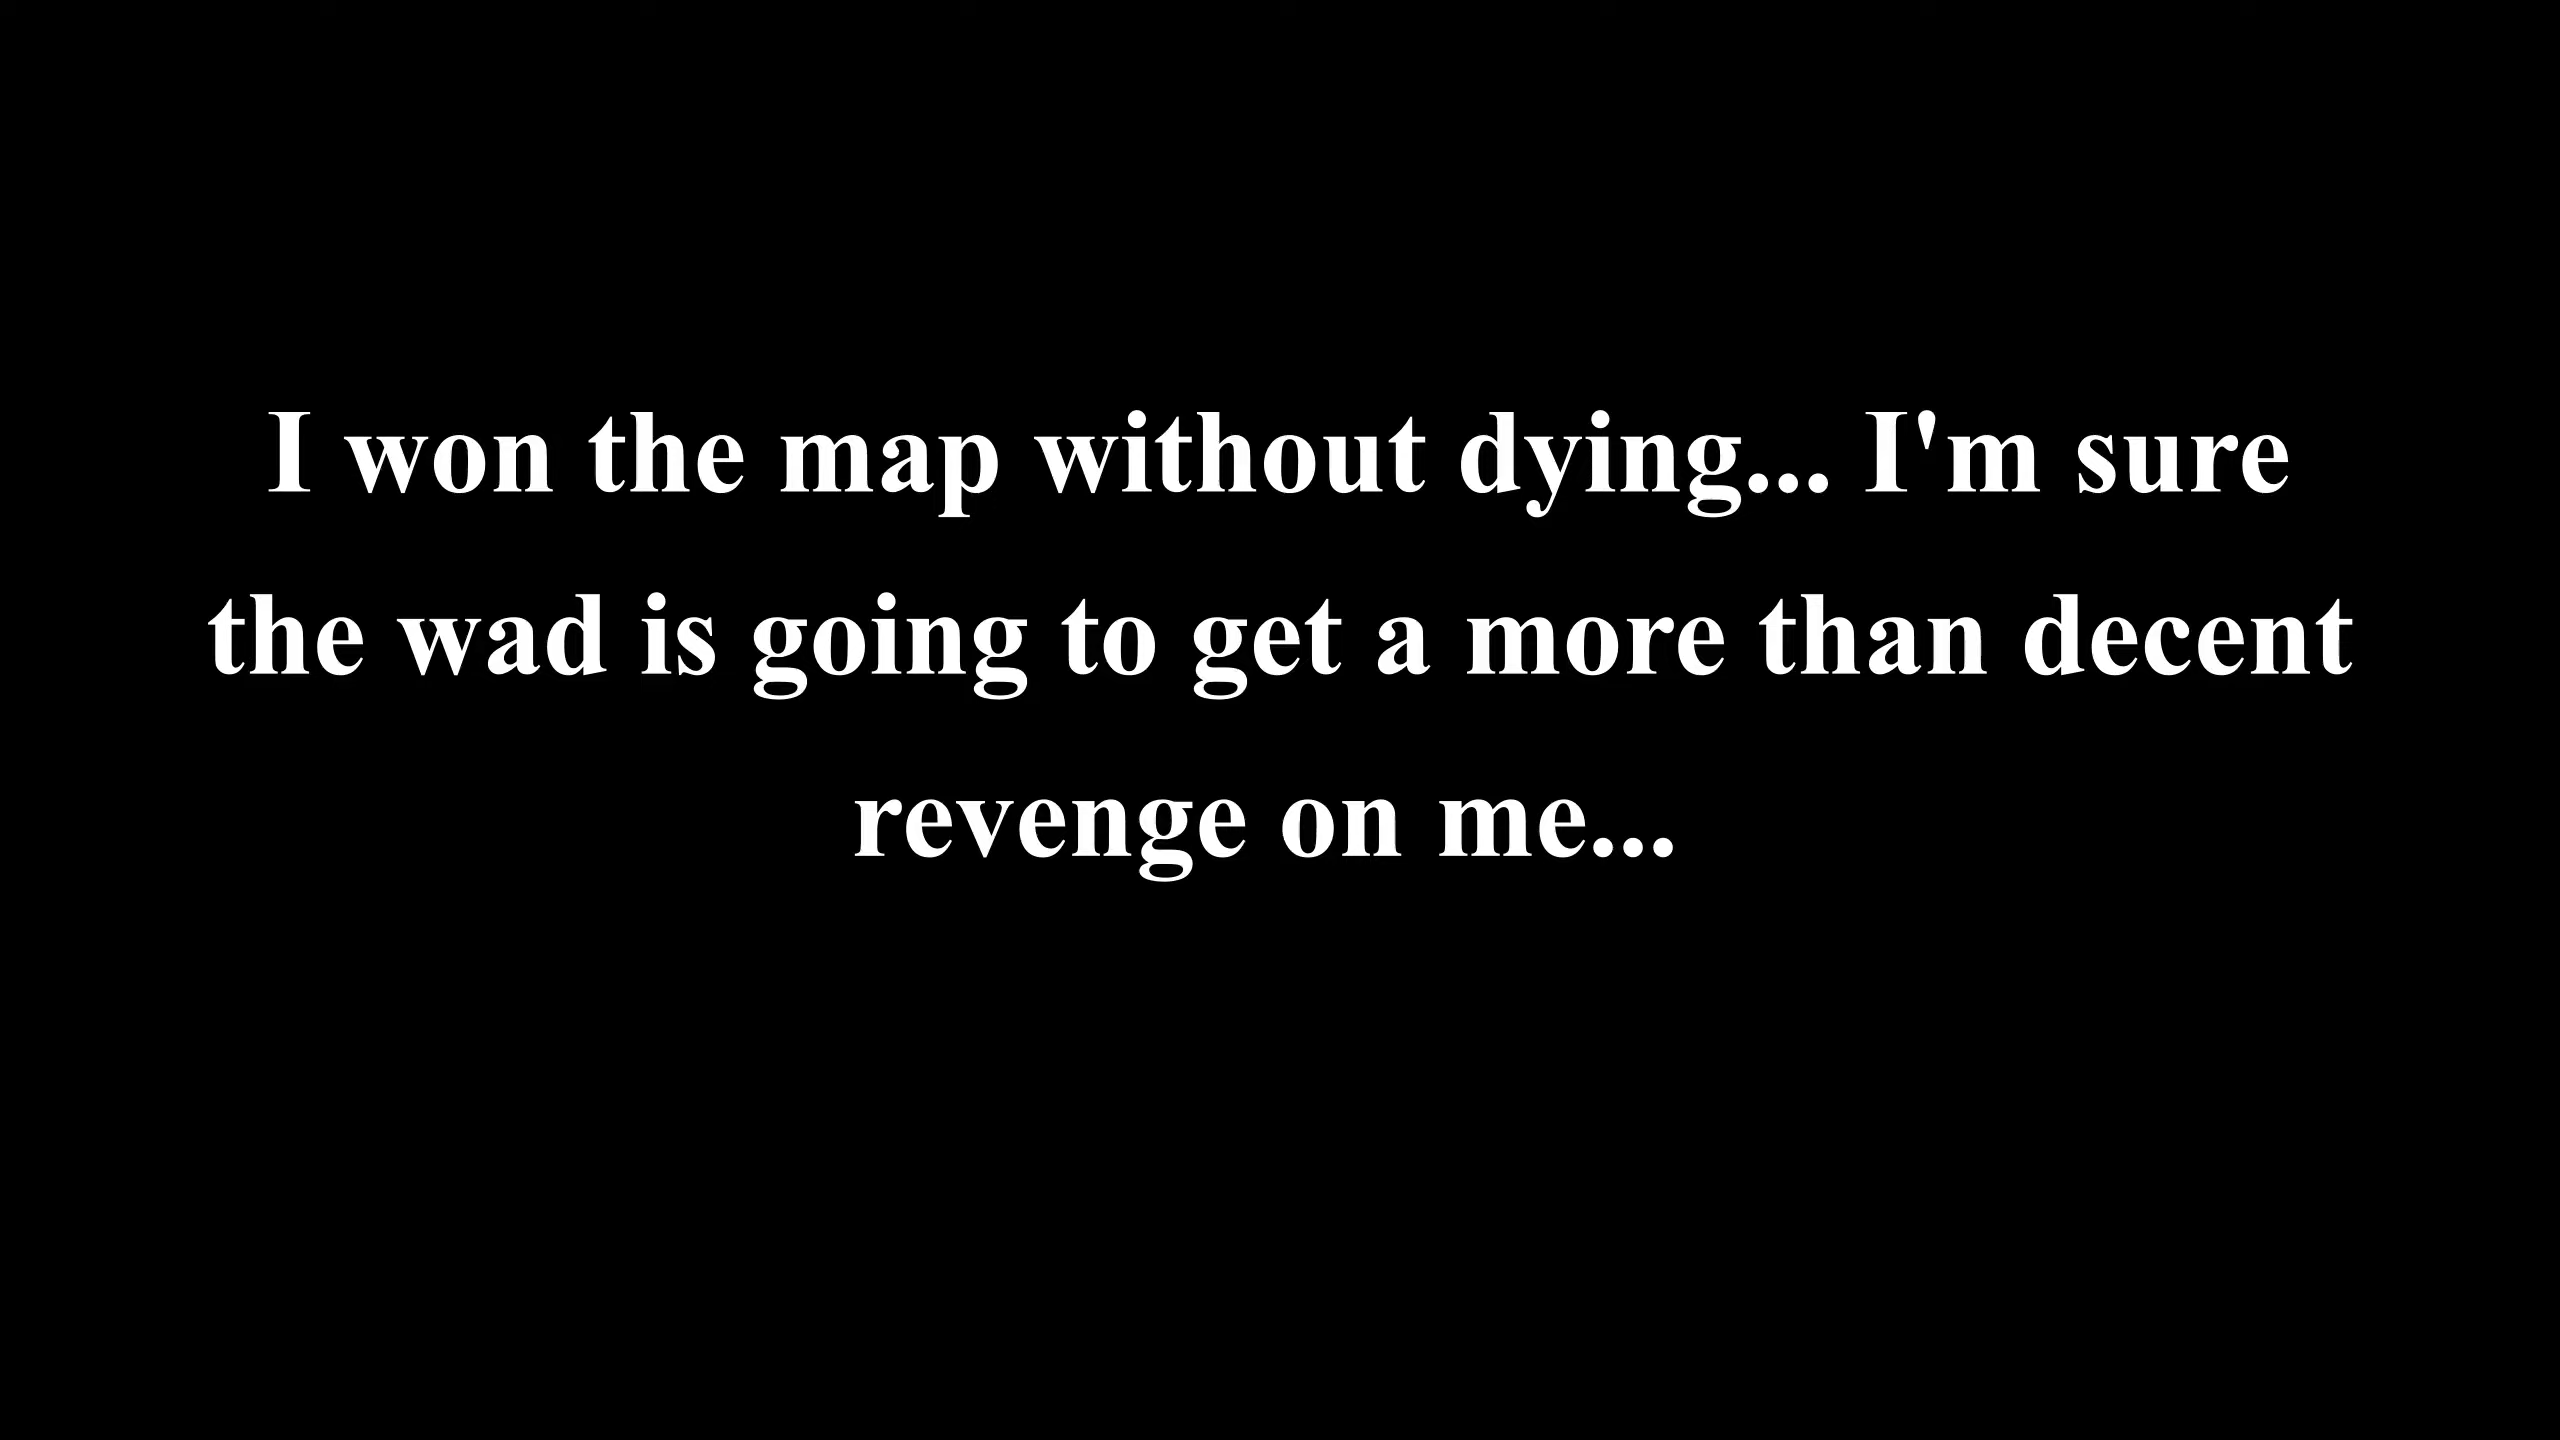 I won the map without dying... I'm sure
the wad is going to get a more than decent
revenge on me...